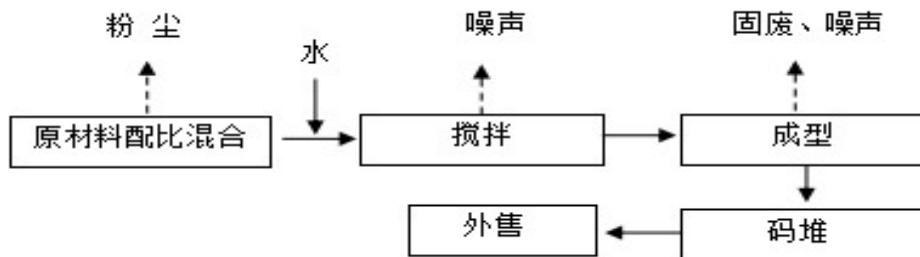 粉 尘
噪声
固废、噪声
水
原材料配比混合
搅拌
成型
外售
码堆